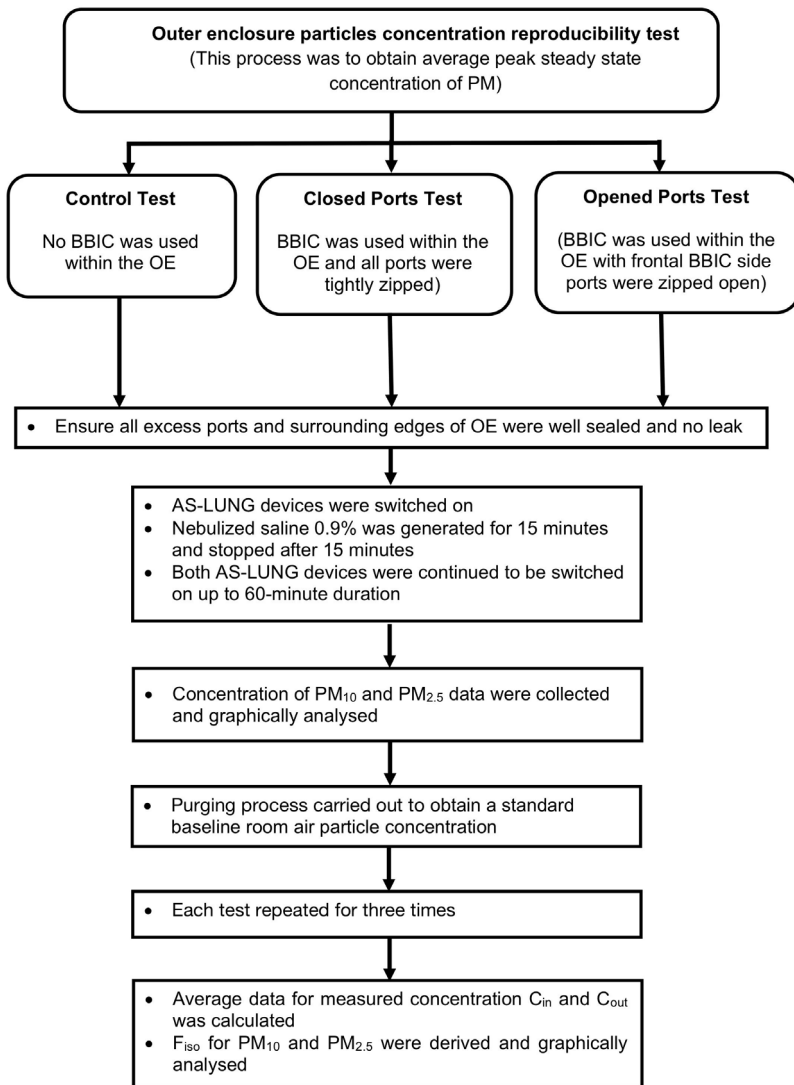 Outer enclosure particles concentration reproducibility test
(This process was to obtain average peak steady state
concentration of PM)
Control Test
No BBIC was used
within the OE
Closed Ports Test
BBIC was used within the
OE and all ports were
tightly zipped)
Opened Ports Test
(BBIC was used within the
OE with frontal BBIC side
ports were zipped open)
• Ensure all excess ports and surrounding edges of OE were well sealed and no leak
• AS-LUNG devices were switched on
• Nebulized saline 0.9% was generated for 15 minutes
and stopped after 15 minutes
• Both AS-LUNG devices were continued to be switched
on up to 60-minute duration
• Concentration of PM₁₀ and PM₂.₅ data were collected
and graphically analysed
• Purging process carried out to obtain a standard
baseline room air particle concentration
• Each test repeated for three times
• Average data for measured concentration Cin and Cout
was calculated
• Fiso for PM₁₀ and PM₂.₅ were derived and graphically
analysed